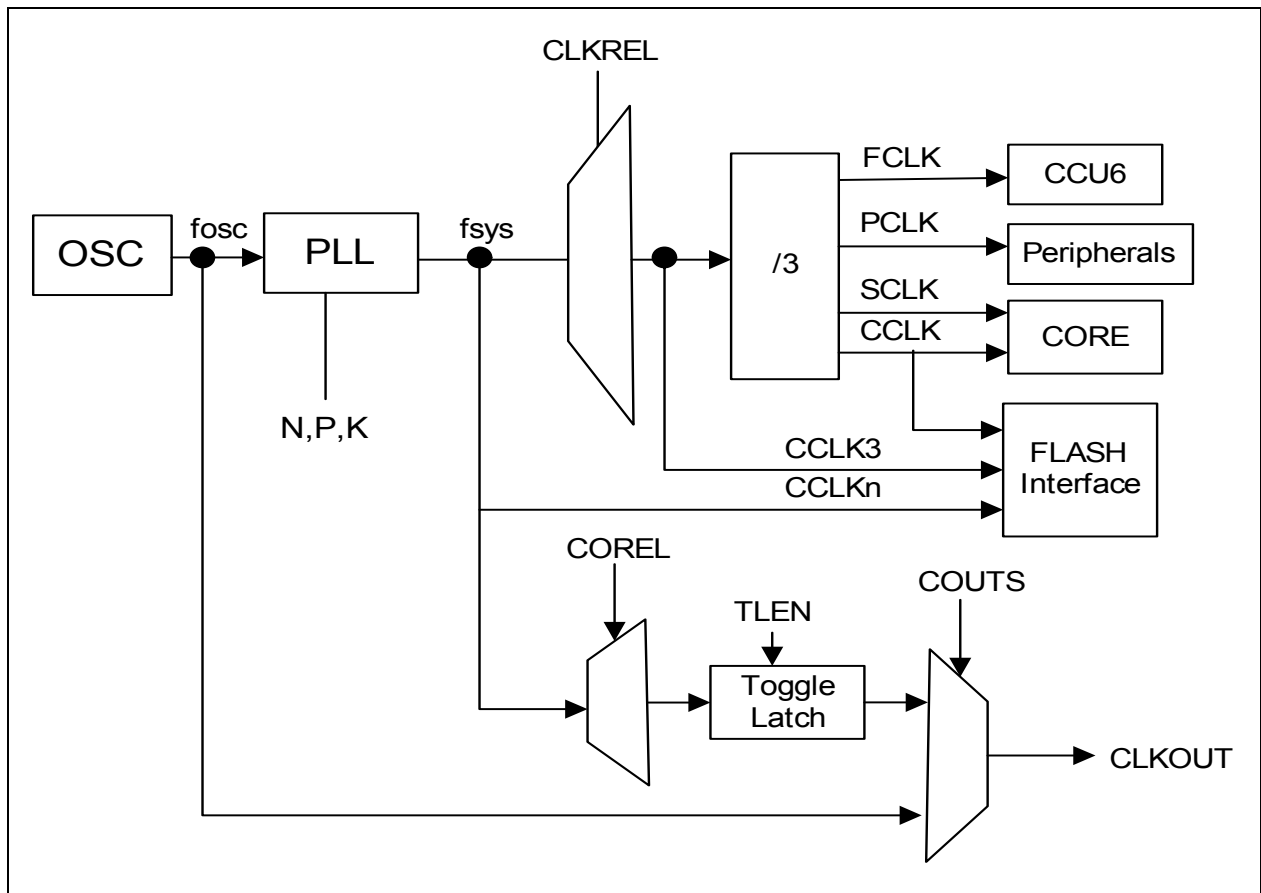 CLKREL
FCLK
CCU6
fosc
fsys
PCLK
OSC
PLL
/3
Peripherals
SCLK
CCLK
CORE
N,P,K
CCLK3
FLASH
Interface
CCLKn
COREL
COUTS
TLEN
Toggle
Latch
CLKOUT